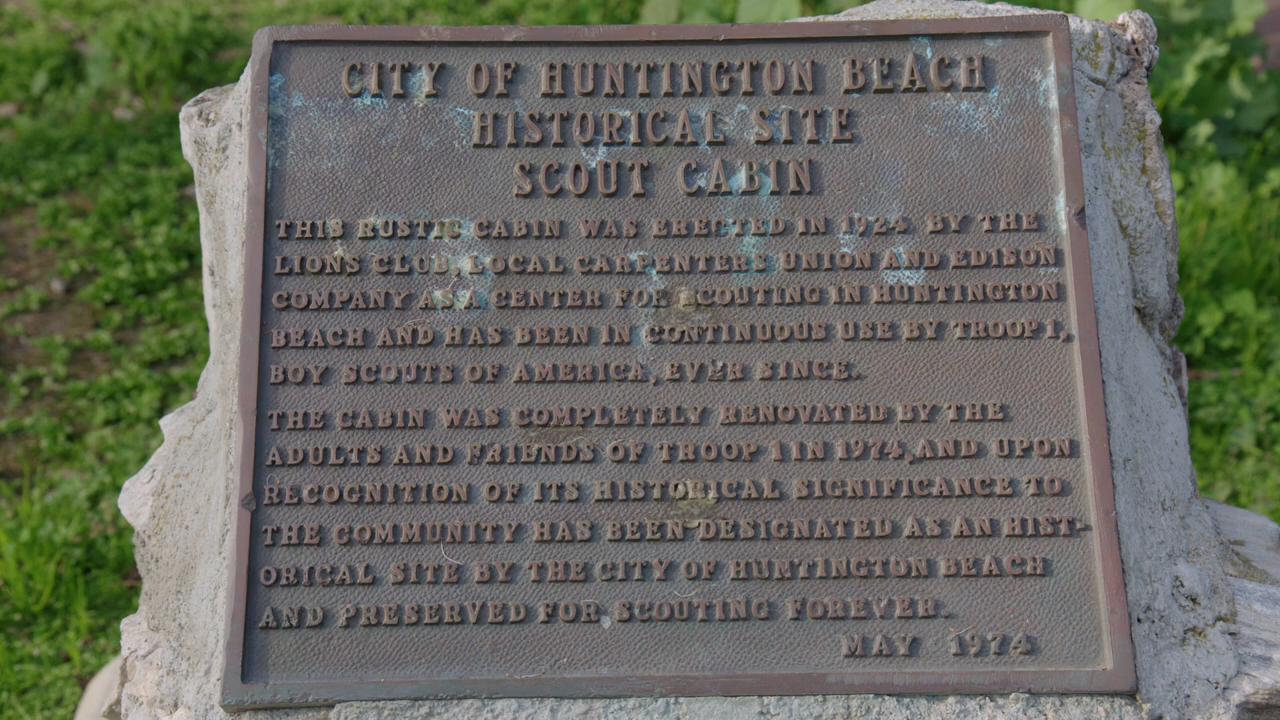 CITY OF HUNTINGTON BEACH
HISTORICAL SITE
SCOUT CABIN
THIS RUSTIC CABIN WAS ERECTED IN 1924 BY THE
LIONS CLUB, LOCAL CARPENTERS UNION AND EDISON
COMPANY AS A CENTER FOR SCOUTING IN HUNTINGTON
BEACH AND HAS BEEN IN CONTINUOUS USE BY TROOP 1,
BOY SCOUTS OF AMERICA, EVER SINCE.
THE CABIN WAS COMPLETELY RENOVATED BY THE
ADULTS AND FRIENDS OF TROOP 1 IN 1974, AND UPON
RECOGNITION OF ITS HISTORICAL SIGNIFICANCE TO
THE COMMUNITY HAS BEEN DESIGNATED AS AN HIST-
ORICAL SITE BY THE CITY OF HUNTINGTON BEACH
AND PRESERVED FOR SCOUTING FOREVER.
MAY 1974